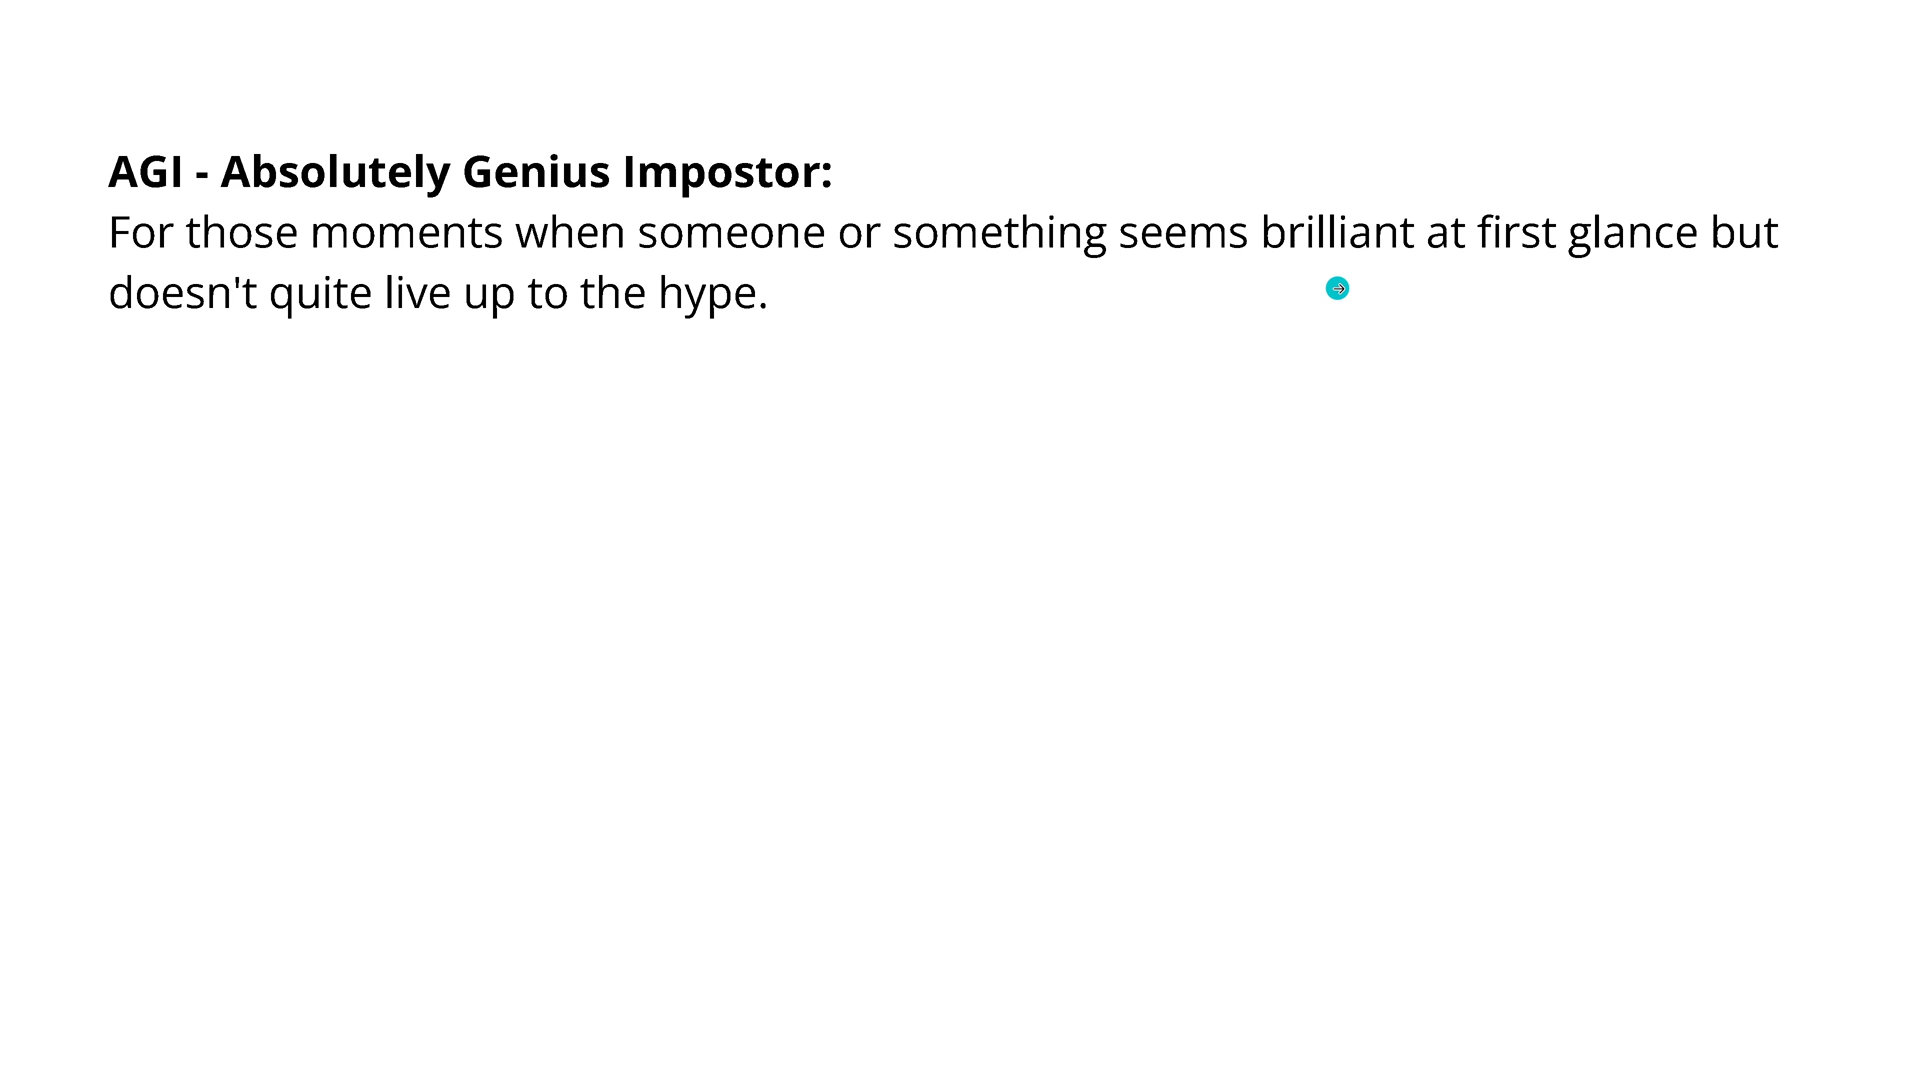 AGI - Absolutely Genius Impostor:
For those moments when someone or something seems brilliant at first glance but
doesn't quite live up to the hype.